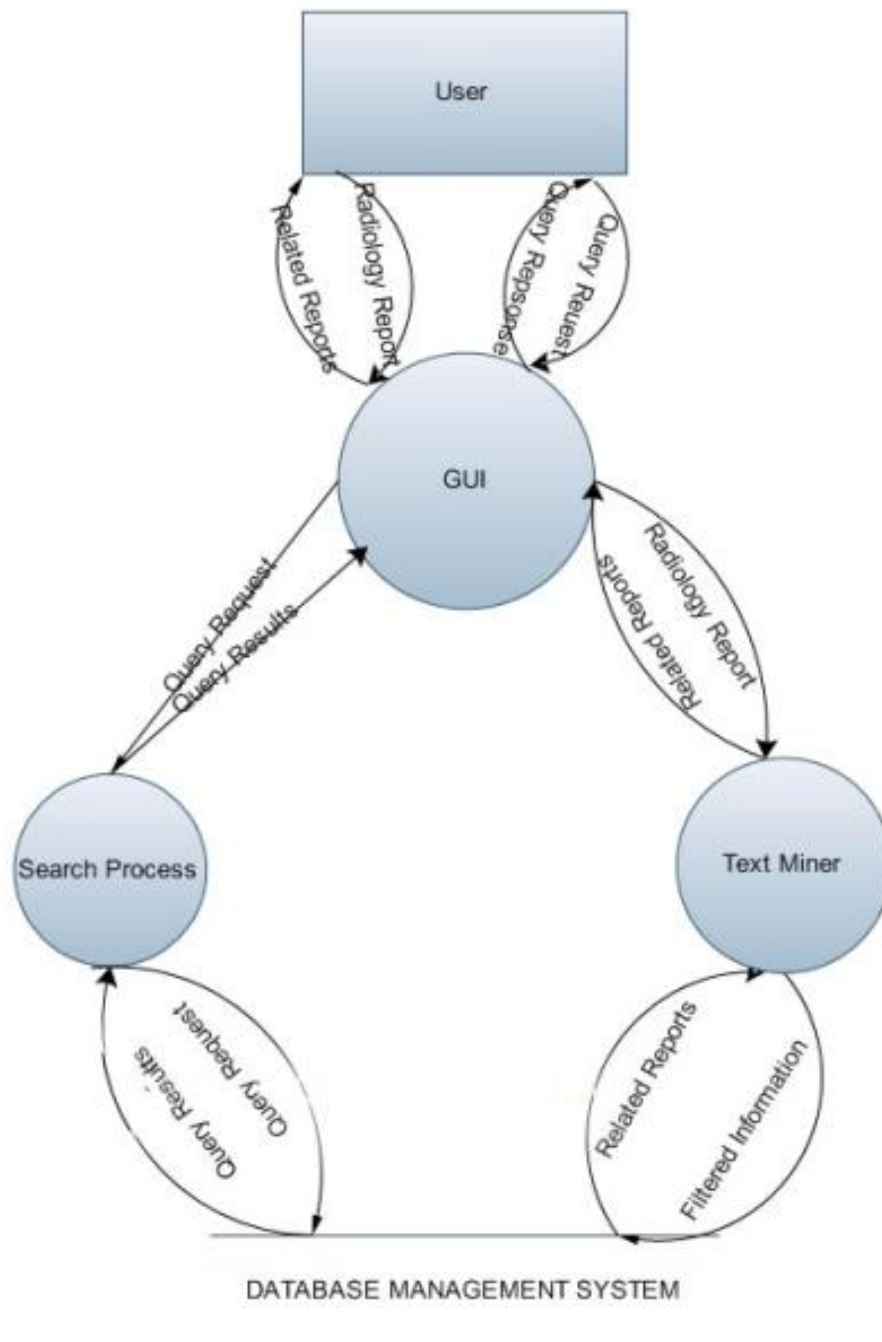 User
Related Reports
Radiology Report
Query Repsonse
Query Reuest
GUI
Query Request
Query Results
Related Reports
Radiology Report
Search Process
Text Miner
Query Request
Query Results
Related Reports
Filtered Information
DATABASE MANAGEMENT SYSTEM